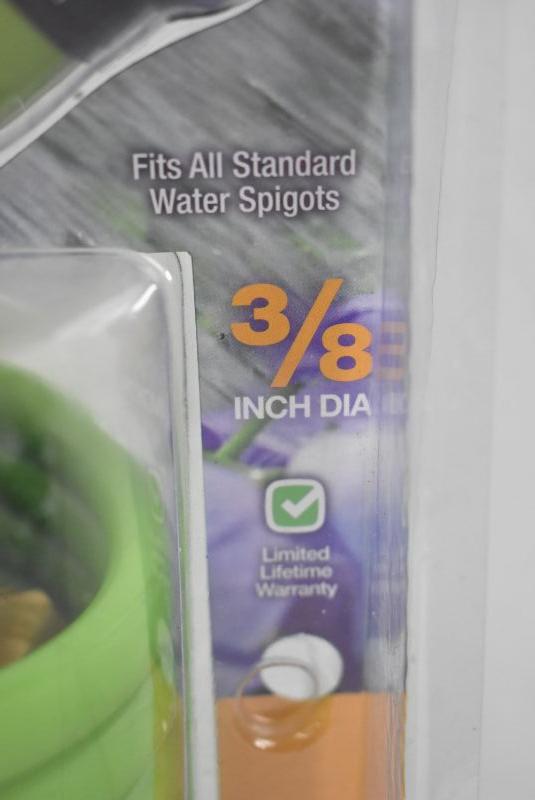 Fits All Standard
Water Spigots
3/8
INCH DIA
Limited
Lifetime
Warranty